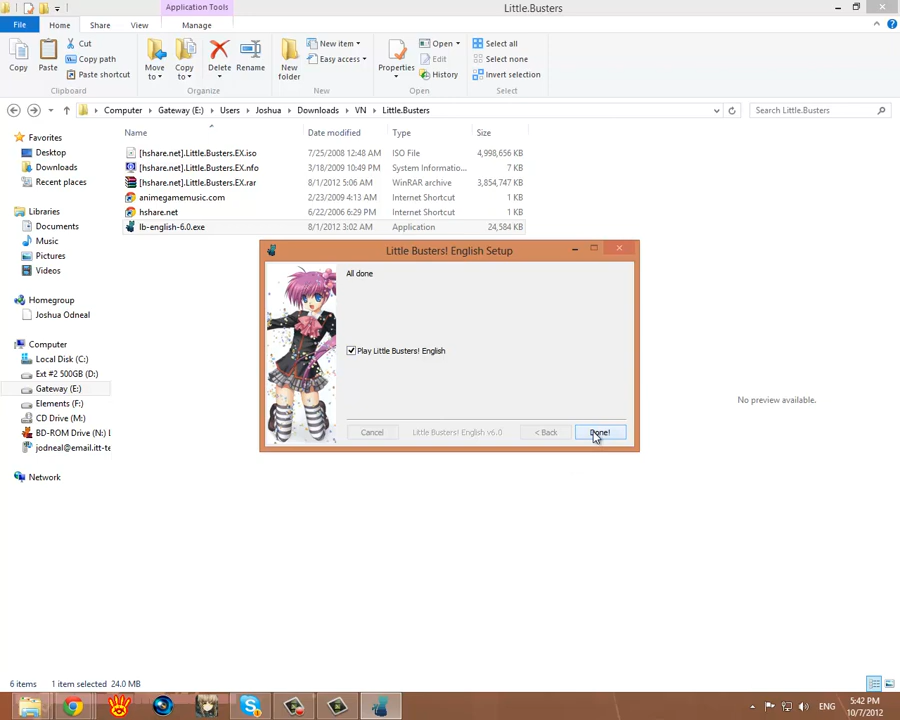 Application Tools
Little.Busters
File
Home
Share
View
Manage
Copy
Paste
Cut
Copy path
Paste shortcut
Clipboard
Move to
Copy to
Delete
Rename
Organize
New folder
New item
Easy access
New
Properties
Open
Edit
History
Open
Select all
Select none
Invert selection
Select
Computer
Gateway (E:)
Users
Joshua
Downloads
VN
Little.Busters
Search Little.Busters
Name
Date modified
Type
Size
[hshare.net].Little.Busters.EX.iso 7/25/2008 12:48 AM ISO File 4,998,656 KB
[hshare.net].Little.Busters.EX.nfo 3/18/2009 10:49 PM System Informatio... 7 KB
[hshare.net].Little.Busters.EX.rar 8/1/2012 5:06 AM WinRAR archive 3,854,747 KB
animegamemusic.com 2/23/2009 4:13 AM Internet Shortcut 1 KB
hshare.net 6/22/2006 6:29 PM Internet Shortcut 1 KB
lb-english-6.0.exe 8/1/2012 3:02 AM Application 24,584 KB
Favorites
Desktop
Downloads
Recent places
Libraries
Documents
Music
Pictures
Videos
Homegroup
Joshua Odneal
Computer
Local Disk (C:)
Ext #2 500GB (D:)
Gateway (E:)
Elements (F:)
CD Drive (M:)
BD-ROM Drive (N:) L
jodneal@email.itt-te
Network
Little Busters! English Setup
All done
Play Little Busters! English
Cancel
Little Busters! English v6.0
< Back
Done!
No preview available.
6 items 1 item selected 24.0 MB
ENG
5:42 PM
10/7/2012